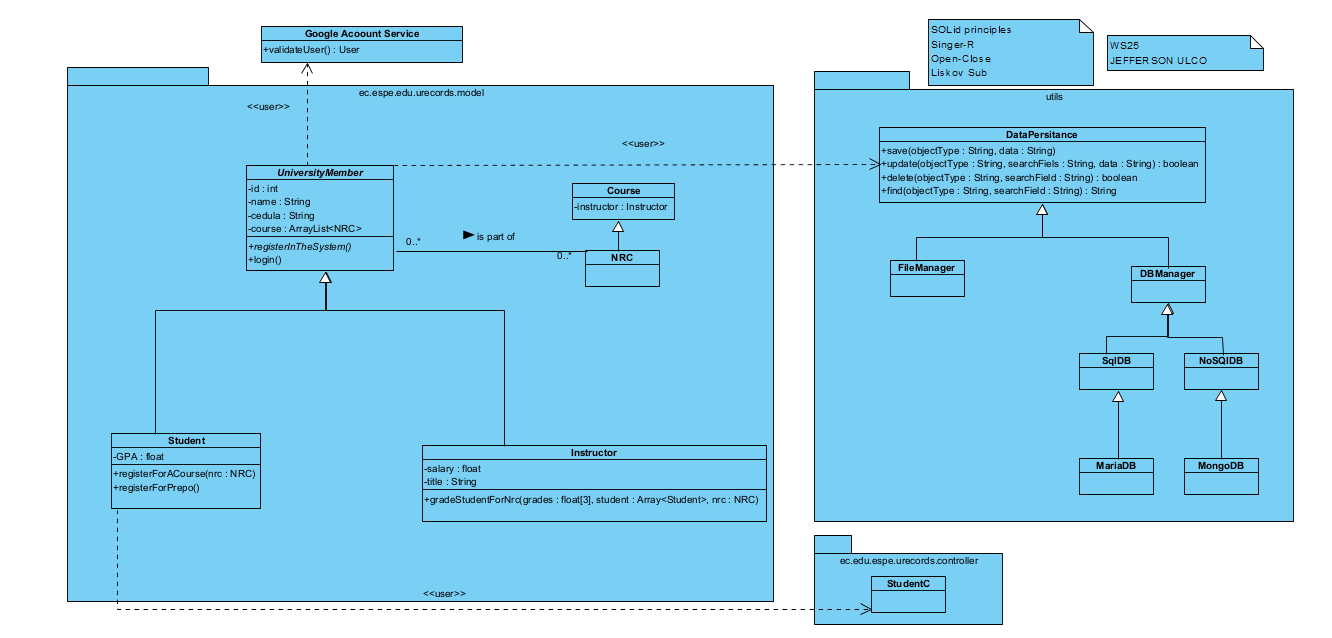 Google Acoount Service
+validateUser() : User
SOLid principles
Singer-R
Open-Close
Liskov Sub
WS25
JEFFERSON ULCO
ec.espe.edu.urecords.model
<<user>>
utils
<<user>>
DataPersitance
+save(objectType : String, data : String)
+update(objectType : String, searchFiels : String, data : String) : boolean
+delete(objectType : String, searchField : String) : boolean
+find(objectType : String, searchField : String) : String
UniversityMember
-id : int
-name : String
-cedula : String
-course : ArrayList<NRC>
+registerInTheSystem()
+login()
Course
-instructor : Instructor
0..*
is part of
0..*
NRC
FileManager
DBManager
SqlDB
NoSQlDB
MariaDB
MongoDB
Student
-GPA : float
+registerForACourse(nrc : NRC)
+registerForPrepo()
Instructor
-salary : float
-title : String
+gradeStudentForNrc(grades : float[3], student : Array<Student>, nrc : NRC)
<<user>>
ec.edu.espe.urecords.controller
StudentC